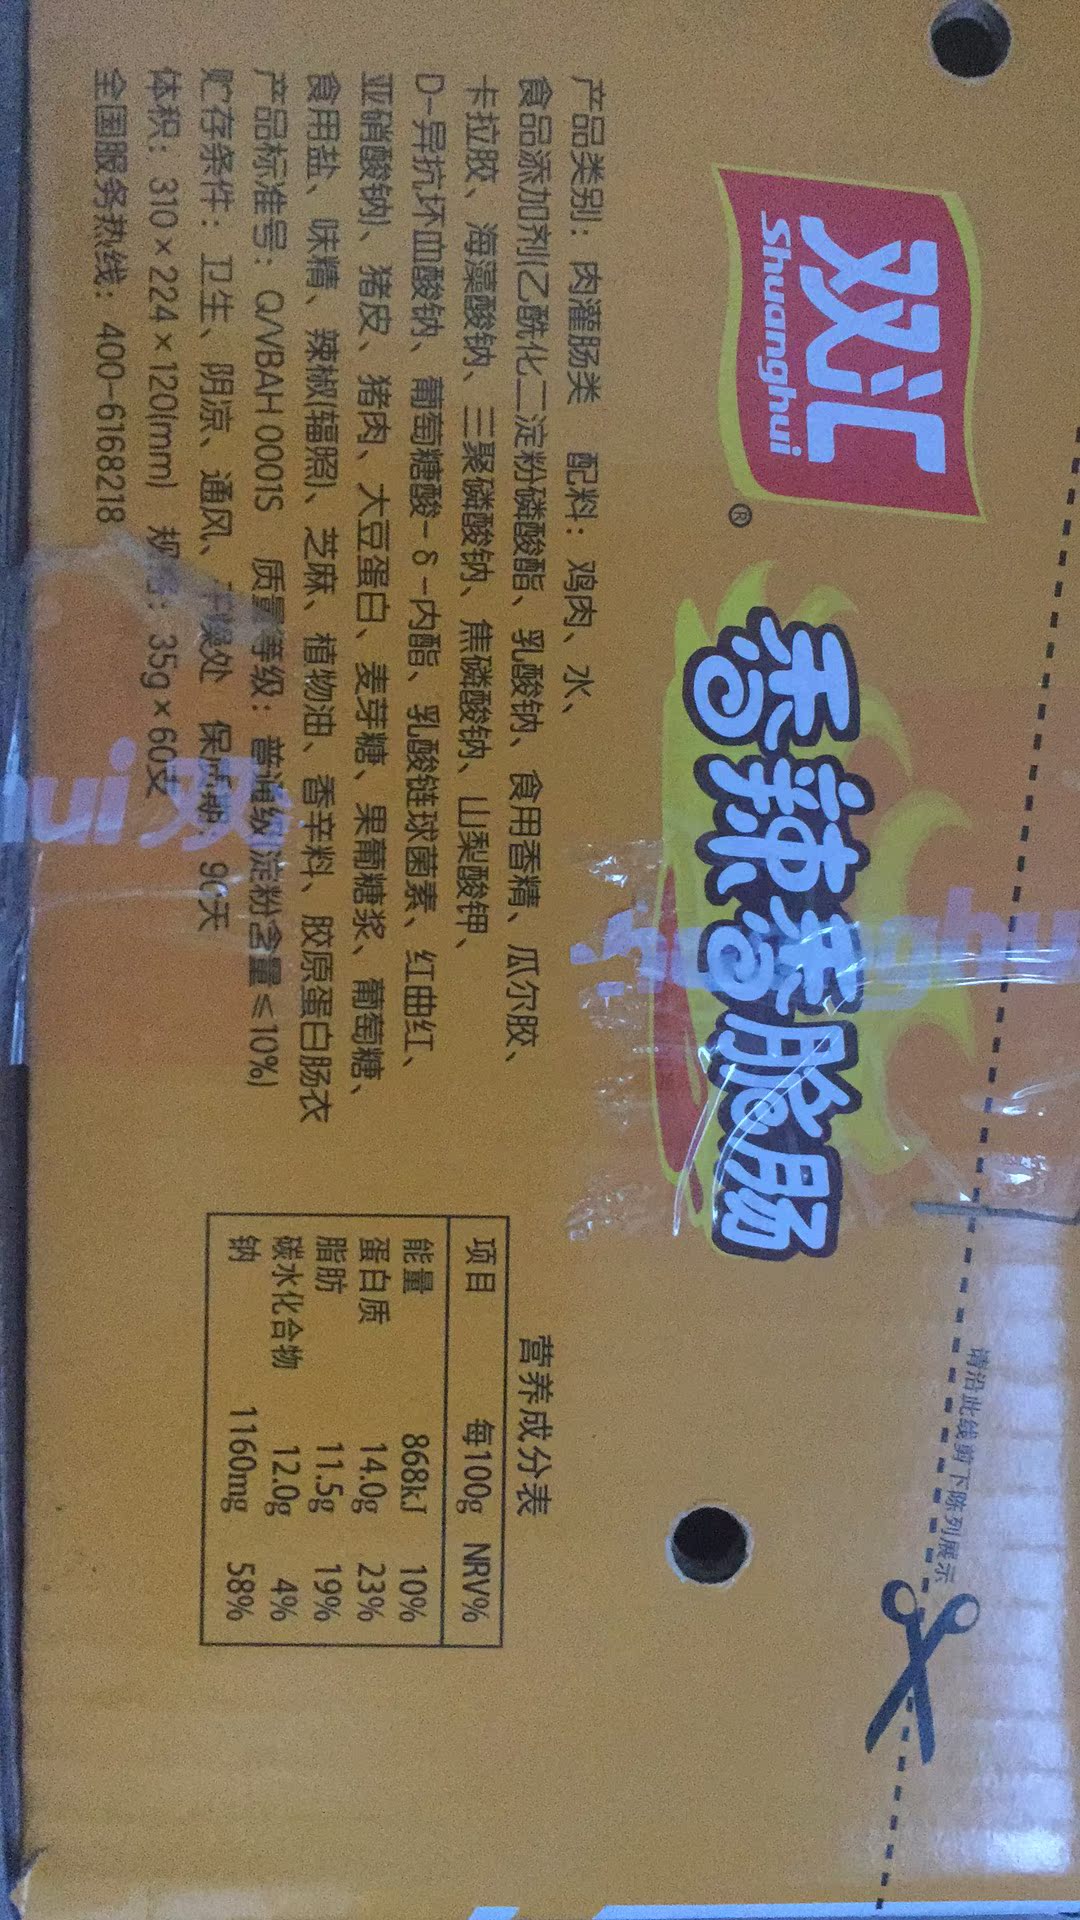 双汇
Shuanghui
®
香辣香脆肠
产品类别：肉灌肠类 配料：鸡肉、水、
食品添加剂(乙酰化二淀粉磷酸酯、乳酸钠、食用香精、瓜尔胶、
卡拉胶、海藻酸钠、三聚磷酸钠、焦磷酸钠、山梨酸钾、
D-异抗坏血酸钠、葡萄糖酸-δ-内酯、乳酸链球菌素、红曲红、
亚硝酸钠)、猪皮、猪肉、大豆蛋白、麦芽糖、果葡糖浆、葡萄糖、
食用盐、味精、辣椒(辐照)、芝麻、植物油、香辛料、胶原蛋白肠衣
产品标准号：Q/VBAH 0001S 质量等级：普通级(淀粉含量≤10%)
贮存条件：卫生、阴凉、通风、干燥处 保质期：90天
体积：310×224×120(mm) 规格：35g×60支
全国服务热线：400-6168218
营养成分表
项目 每100g NRV%
能量 868kJ 10%
蛋白质 14.0g 23%
脂肪 11.5g 19%
碳水化合物 12.0g 4%
钠 1160mg 58%
请沿此线剪下陈列展示
ui 双